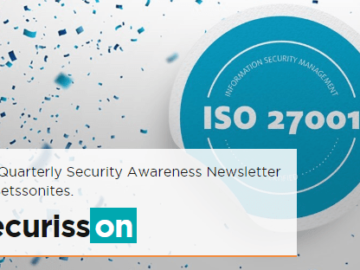 INFORMATION SECURITY MANAGEMENT
ISO 27001
Quarterly Security Awareness Newsletter
etssonites.
ecurisson